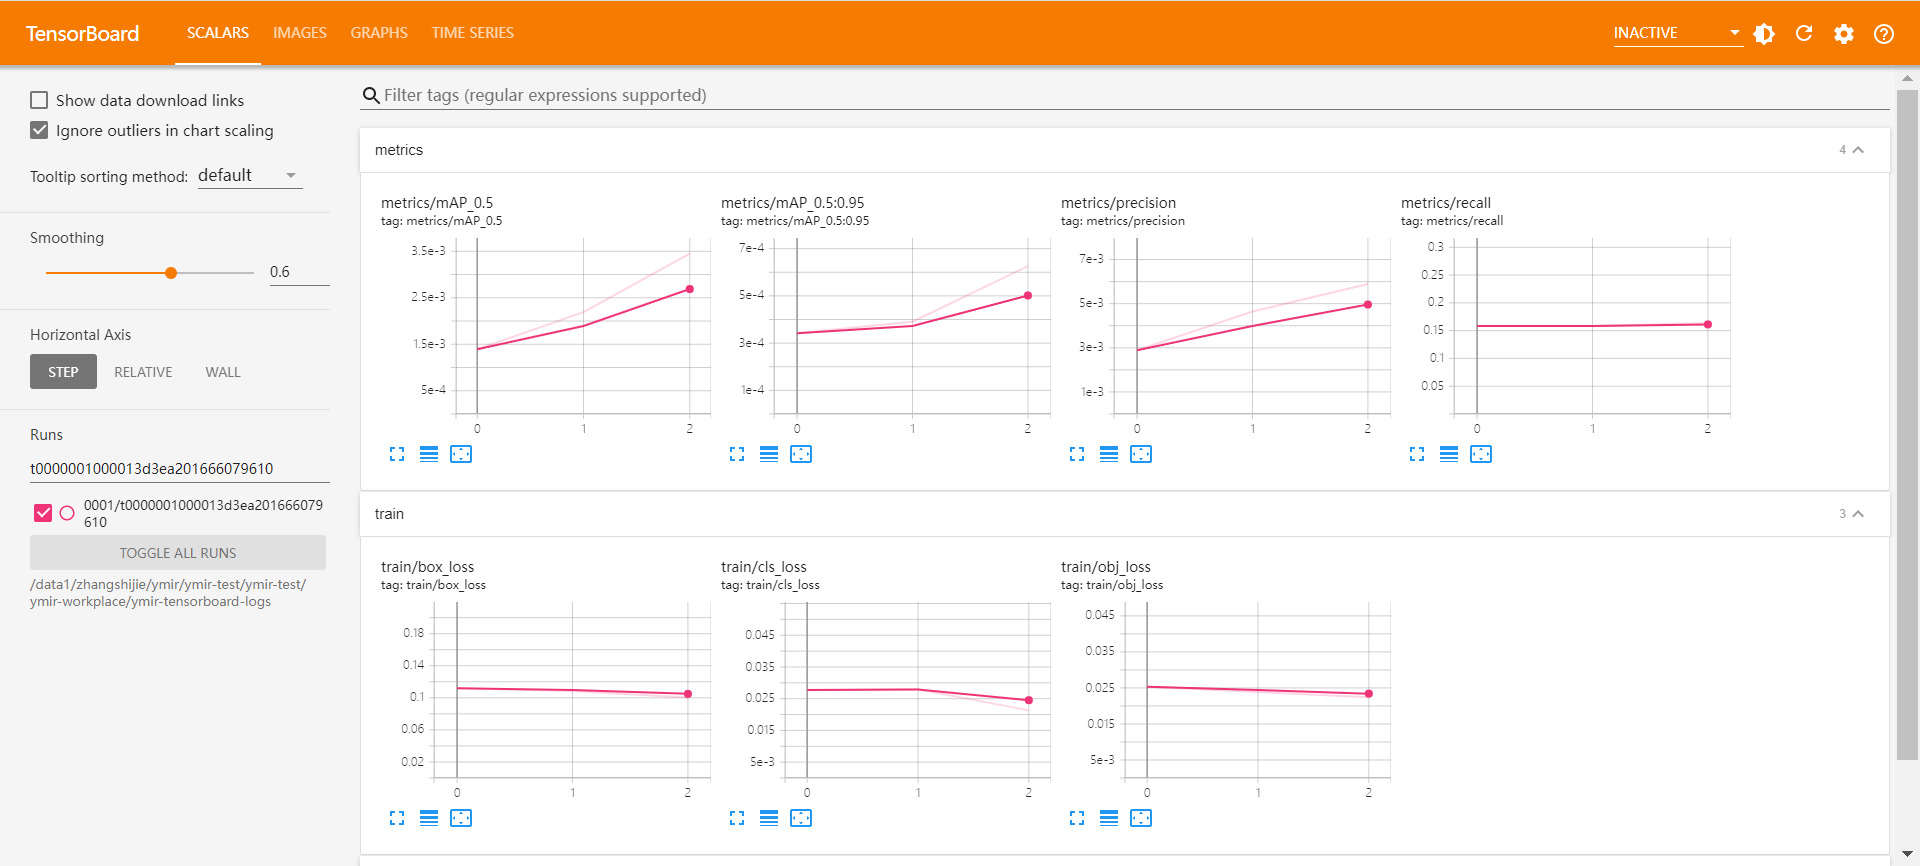 TensorBoard
SCALARS
IMAGES
GRAPHS
TIME SERIES
INACTIVE
Show data download links
Ignore outliers in chart scaling
Tooltip sorting method: default
Smoothing
0.6
Horizontal Axis
STEP
RELATIVE
WALL
Runs
t0000001000013d3ea201666079610
0001/t0000001000013d3ea201666079
610
TOGGLE ALL RUNS
/data1/zhangshijie/ymir/ymir-test/ymir-test/
ymir-workplace/ymir-tensorboard-logs
Filter tags (regular expressions supported)
metrics
4
metrics/mAP_0.5
tag: metrics/mAP_0.5
3.5e-3
2.5e-3
1.5e-3
5e-4
0 1 2
metrics/mAP_0.5:0.95
tag: metrics/mAP_0.5:0.95
7e-4
5e-4
3e-4
1e-4
0 1 2
metrics/precision
tag: metrics/precision
7e-3
5e-3
3e-3
1e-3
0 1 2
metrics/recall
tag: metrics/recall
0.3
0.25
0.2
0.15
0.1
0.05
0 1 2
train
3
train/box_loss
tag: train/box_loss
0.18
0.14
0.1
0.06
0.02
0 1 2
train/cls_loss
tag: train/cls_loss
0.045
0.035
0.025
0.015
5e-3
0 1 2
train/obj_loss
tag: train/obj_loss
0.045
0.035
0.025
0.015
5e-3
0 1 2